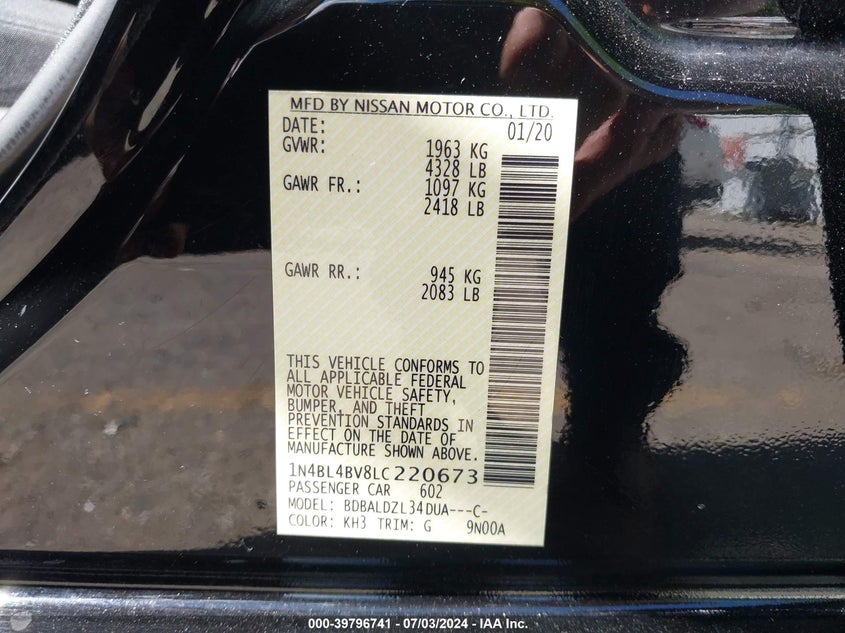 MFD BY NISSAN MOTOR CO., LTD.
DATE: 01/20
GVWR: 1963 KG
4328 LB
GAWR FR.: 1097 KG
2418 LB
GAWR RR.: 945 KG
2083 LB
THIS VEHICLE CONFORMS TO
ALL APPLICABLE FEDERAL
MOTOR VEHICLE SAFETY,
BUMPER, AND THEFT
PREVENTION STANDARDS IN
EFFECT ON THE DATE OF
MANUFACTURE SHOWN ABOVE.
1N4BL4BV8LC220673
PASSENGER CAR 602
MODEL: BDBALDZL34DUA---C-
COLOR: KH3 TRIM: G 9N00A
000-39796741 - 07/03/2024 - IAA Inc.